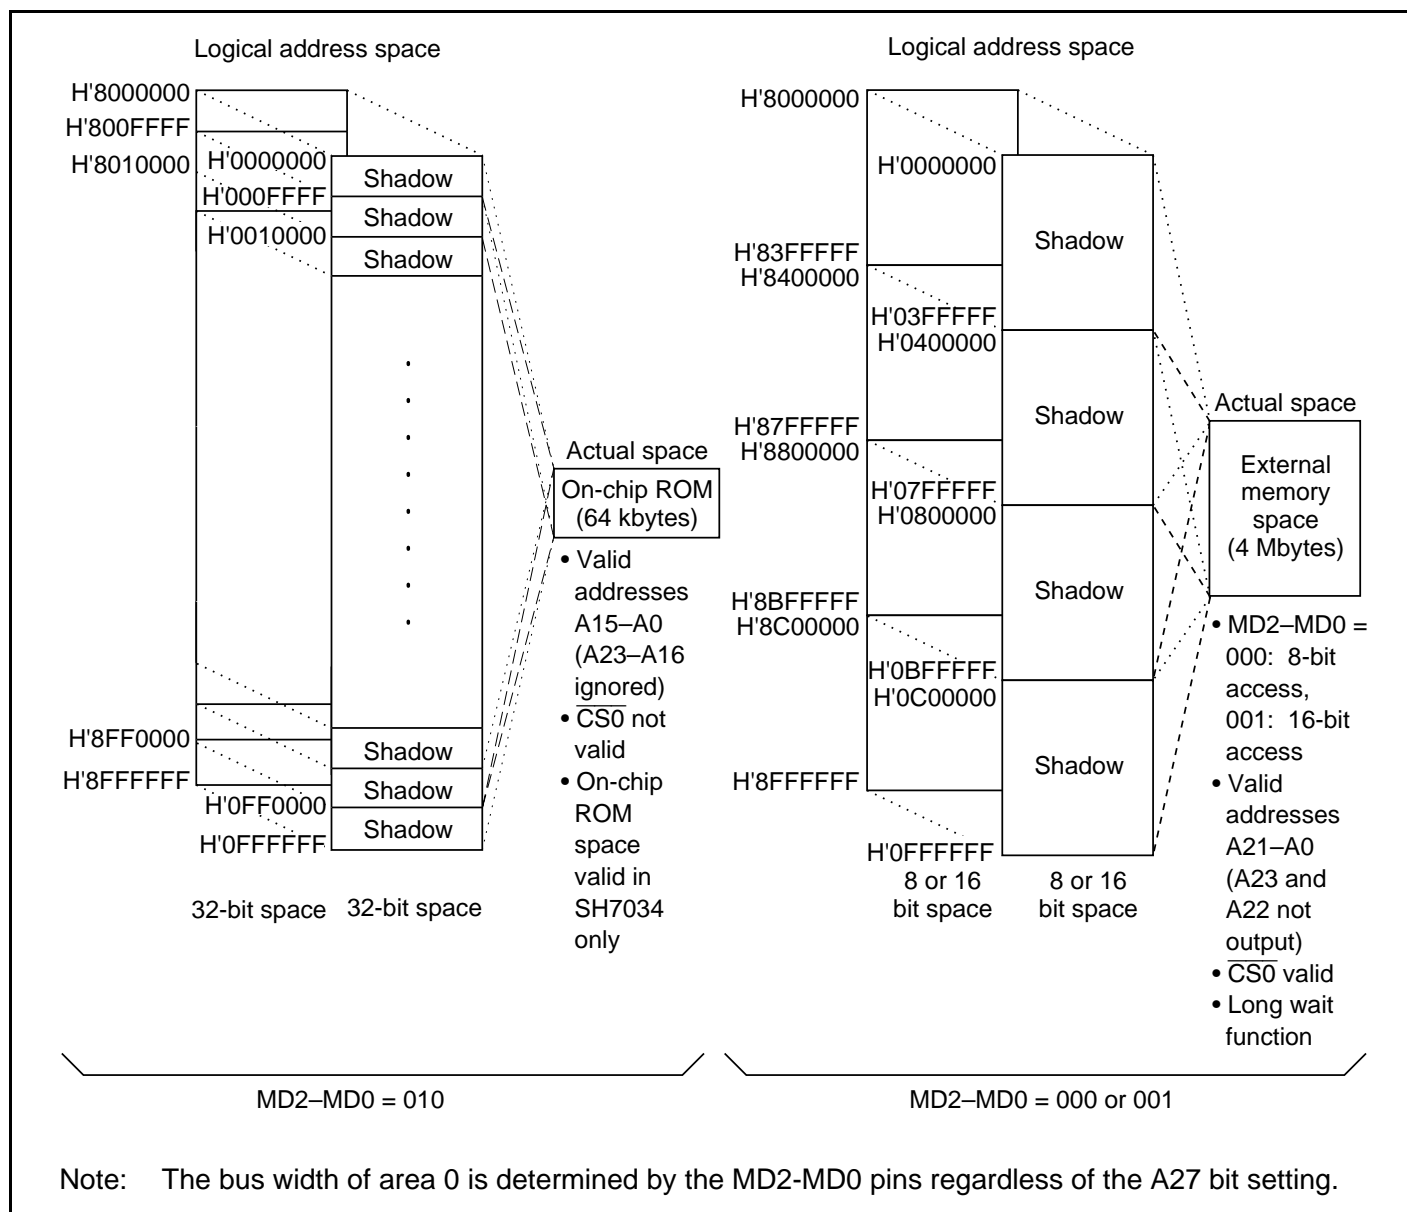 Logical address space
H'8000000
H'800FFFF
H'8010000
H'0000000
H'000FFFF
H'0010000
Shadow
Shadow
Shadow
H'8FF0000
H'8FFFFFF
H'0FF0000
H'0FFFFFF
Shadow
Shadow
Shadow
32-bit space
32-bit space
Actual space
On-chip ROM
(64 kbytes)
• Valid
addresses
A15–A0
(A23–A16
ignored)
• CS0 not
valid
• On-chip
ROM
space
valid in
SH7034
only
MD2–MD0 = 010
Logical address space
H'8000000
H'0000000
Shadow
H'83FFFFF
H'8400000
H'03FFFFF
H'0400000
Shadow
H'87FFFFF
H'8800000
H'07FFFFF
H'0800000
Shadow
H'8BFFFFF
H'8C00000
H'0BFFFFF
H'0C00000
Shadow
H'8FFFFFF
H'0FFFFFF
8 or 16
bit space
8 or 16
bit space
Actual space
External
memory
space
(4 Mbytes)
• MD2–MD0 =
000: 8-bit
access,
001: 16-bit
access
• Valid
addresses
A21–A0
(A23 and
A22 not
output)
• CS0 valid
• Long wait
function
MD2–MD0 = 000 or 001
Note: The bus width of area 0 is determined by the MD2-MD0 pins regardless of the A27 bit setting.